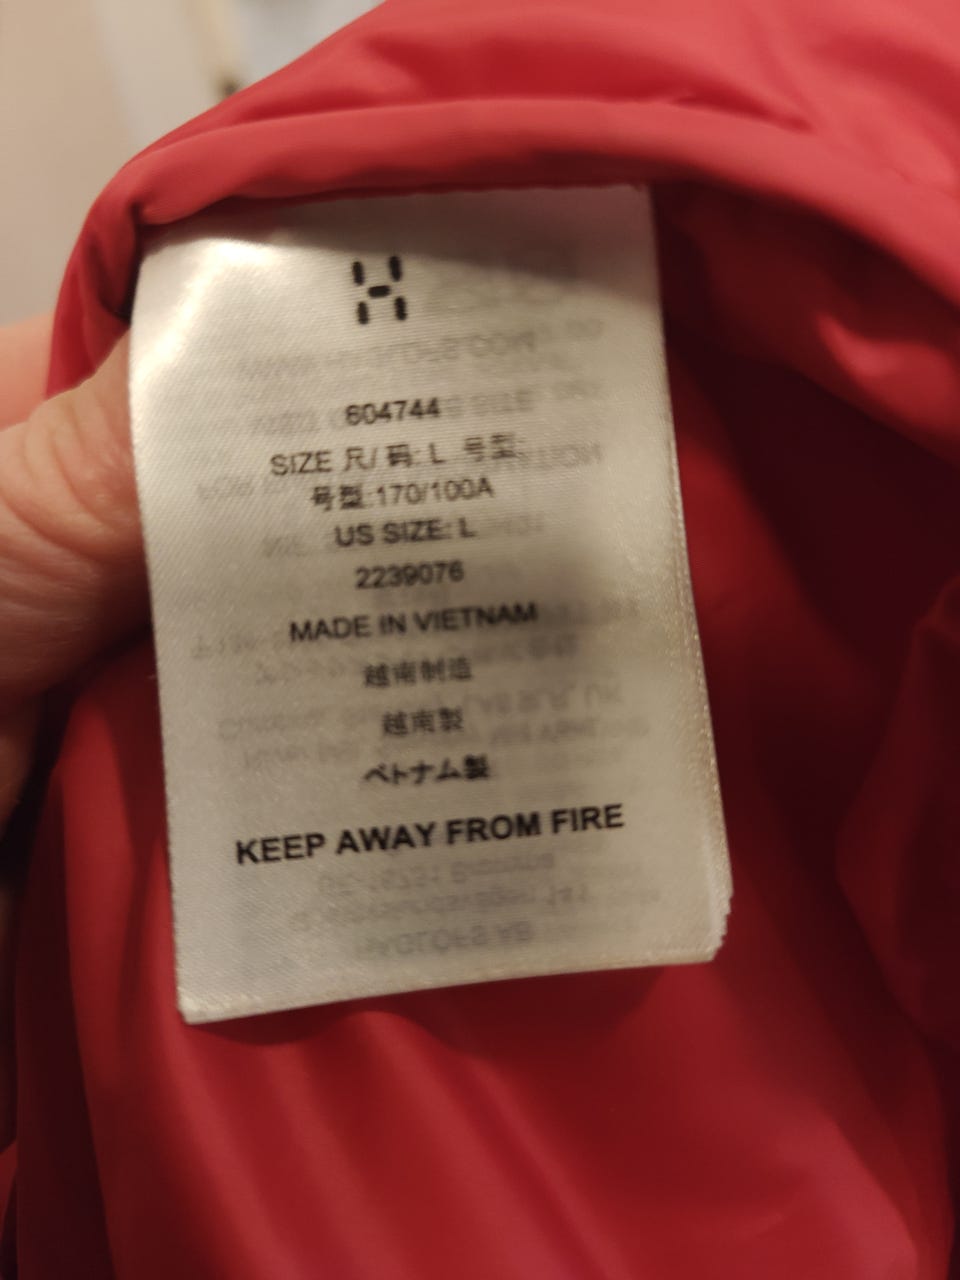 H
604744
SIZE 尺/ 码: L 号型:
号型:170/100A
US SIZE: L
2239076
MADE IN VIETNAM
越南制造
越南製
ベトナム製
KEEP AWAY FROM FIRE